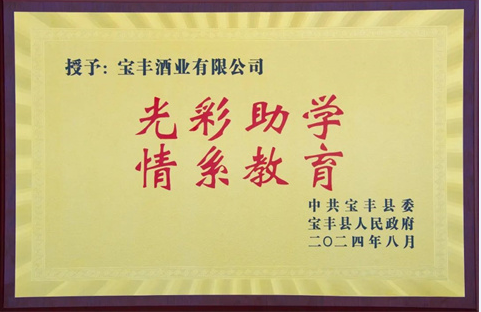 授予：宝丰酒业有限公司
光彩助学
情系教育
中共宝丰县委
宝丰县人民政府
二〇二四年八月